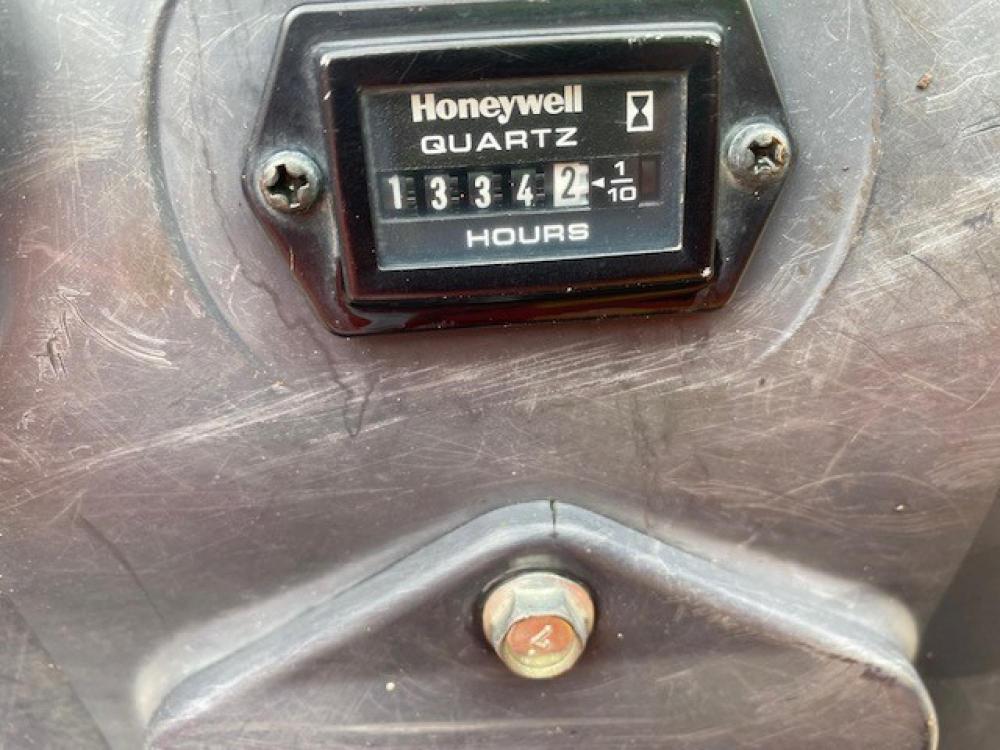 Honeywell
QUARTZ
13342 ◄ 1/10
HOURS